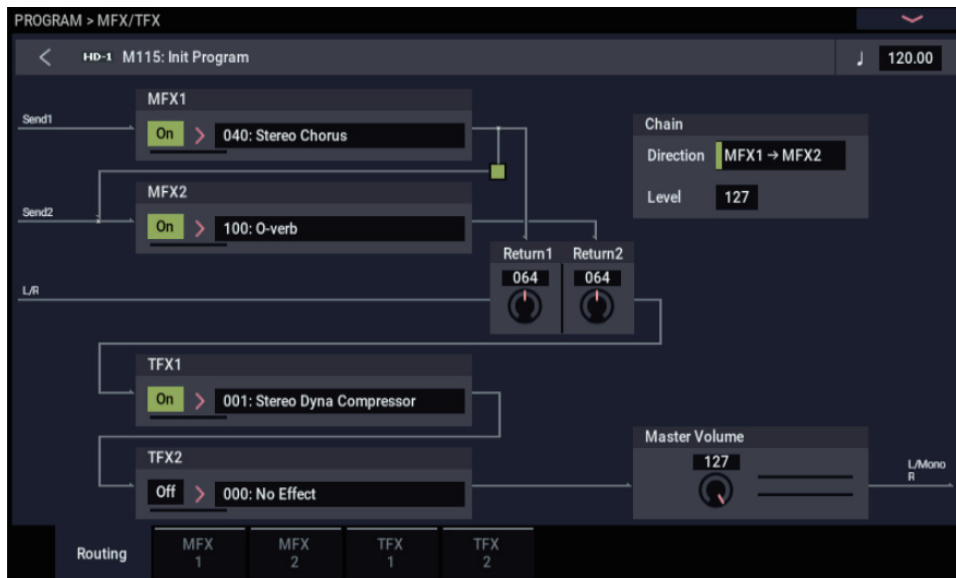 PROGRAM > MFX/TFX
HD-1 M115: Init Program
♩ 120.00
MFX1
Send1
On
040: Stereo Chorus
Chain
Direction MFX1 → MFX2
Level 127
MFX2
Send2
On
100: O-verb
Return1 Return2
064 064
L/R
TFX1
On
001: Stereo Dyna Compressor
Master Volume
127
L/Mono
R
TFX2
Off
000: No Effect
Routing
MFX
1
MFX
2
TFX
1
TFX
2